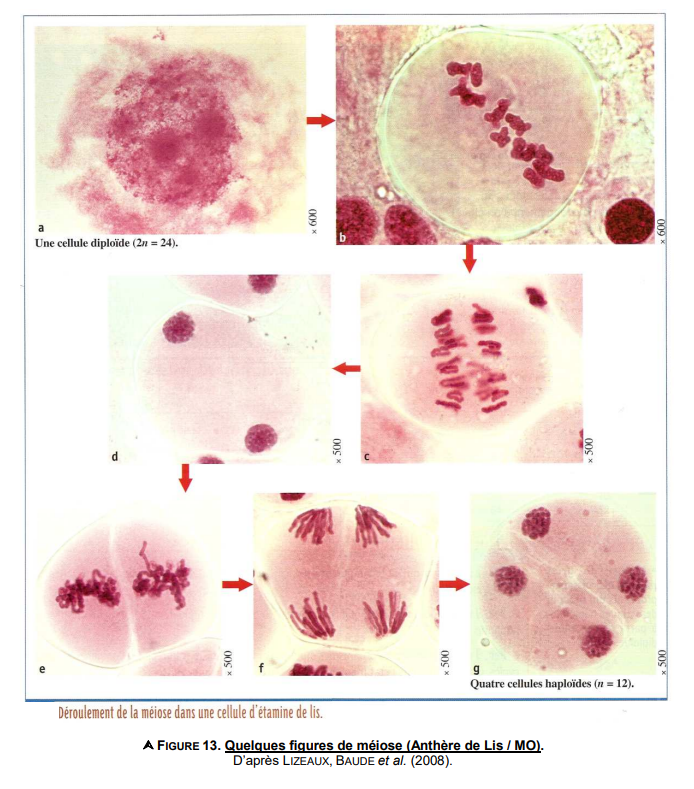 a
× 600
Une cellule diploïde (2n = 24).
b
× 600
d
× 500
c
× 500
e
× 500
f
× 500
g
× 500
Quatre cellules haploïdes (n = 12).
Déroulement de la méiose dans une cellule d'étamine de lis.
⮝ FIGURE 13. Quelques figures de méiose (Anthère de Lis / MO).
D'après LIZEAUX, BAUDE et al. (2008).